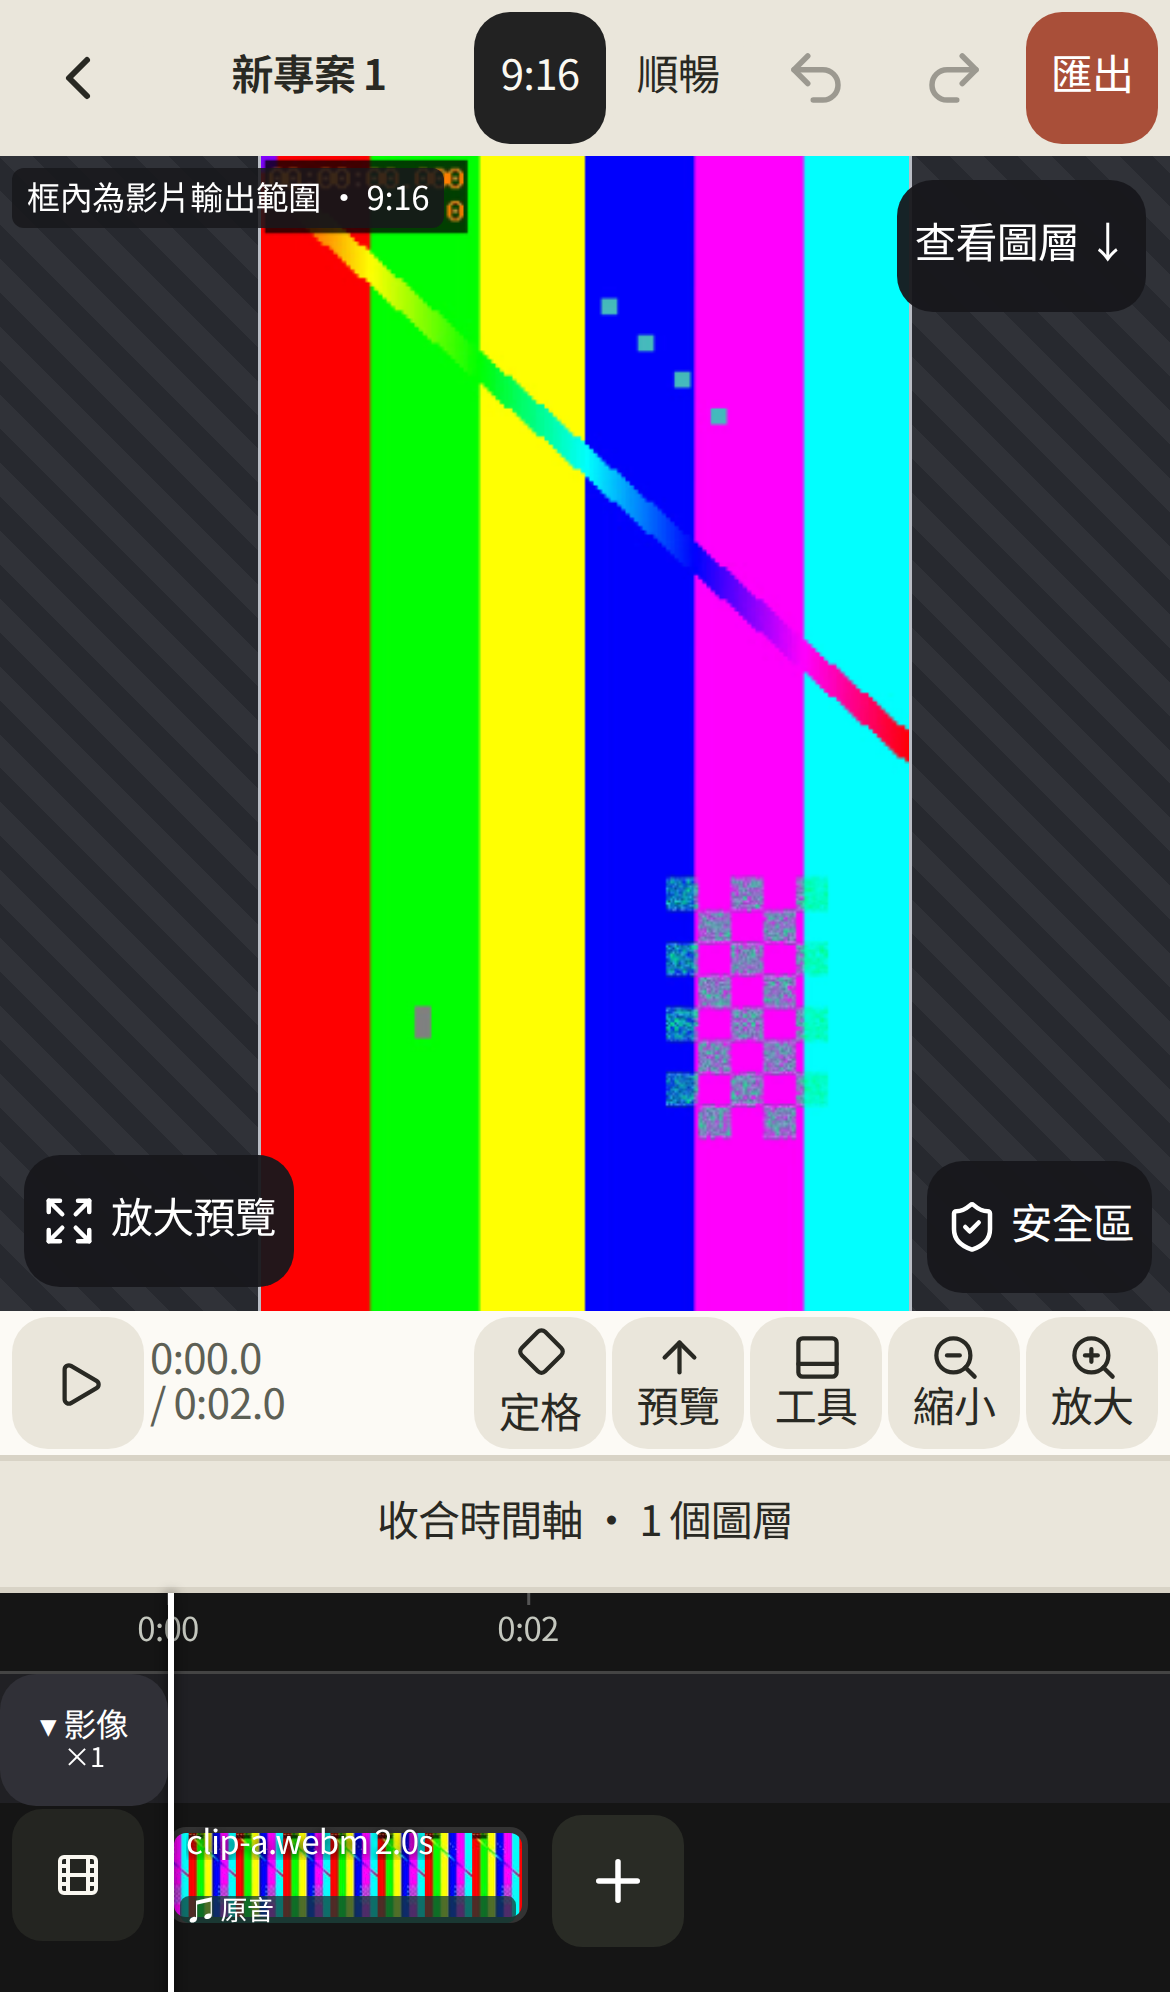 新專案 1
9:16
順暢
匯出
框內為影片輸出範圍 · 9:16
查看圖層 ↓
放大預覽
安全區
0:00.0
/ 0:02.0
定格
預覽
工具
縮小
放大
收合時間軸 · 1 個圖層
0:00
0:02
▼ 影像
×1
clip-a.webm 2.0s
♫ 原音